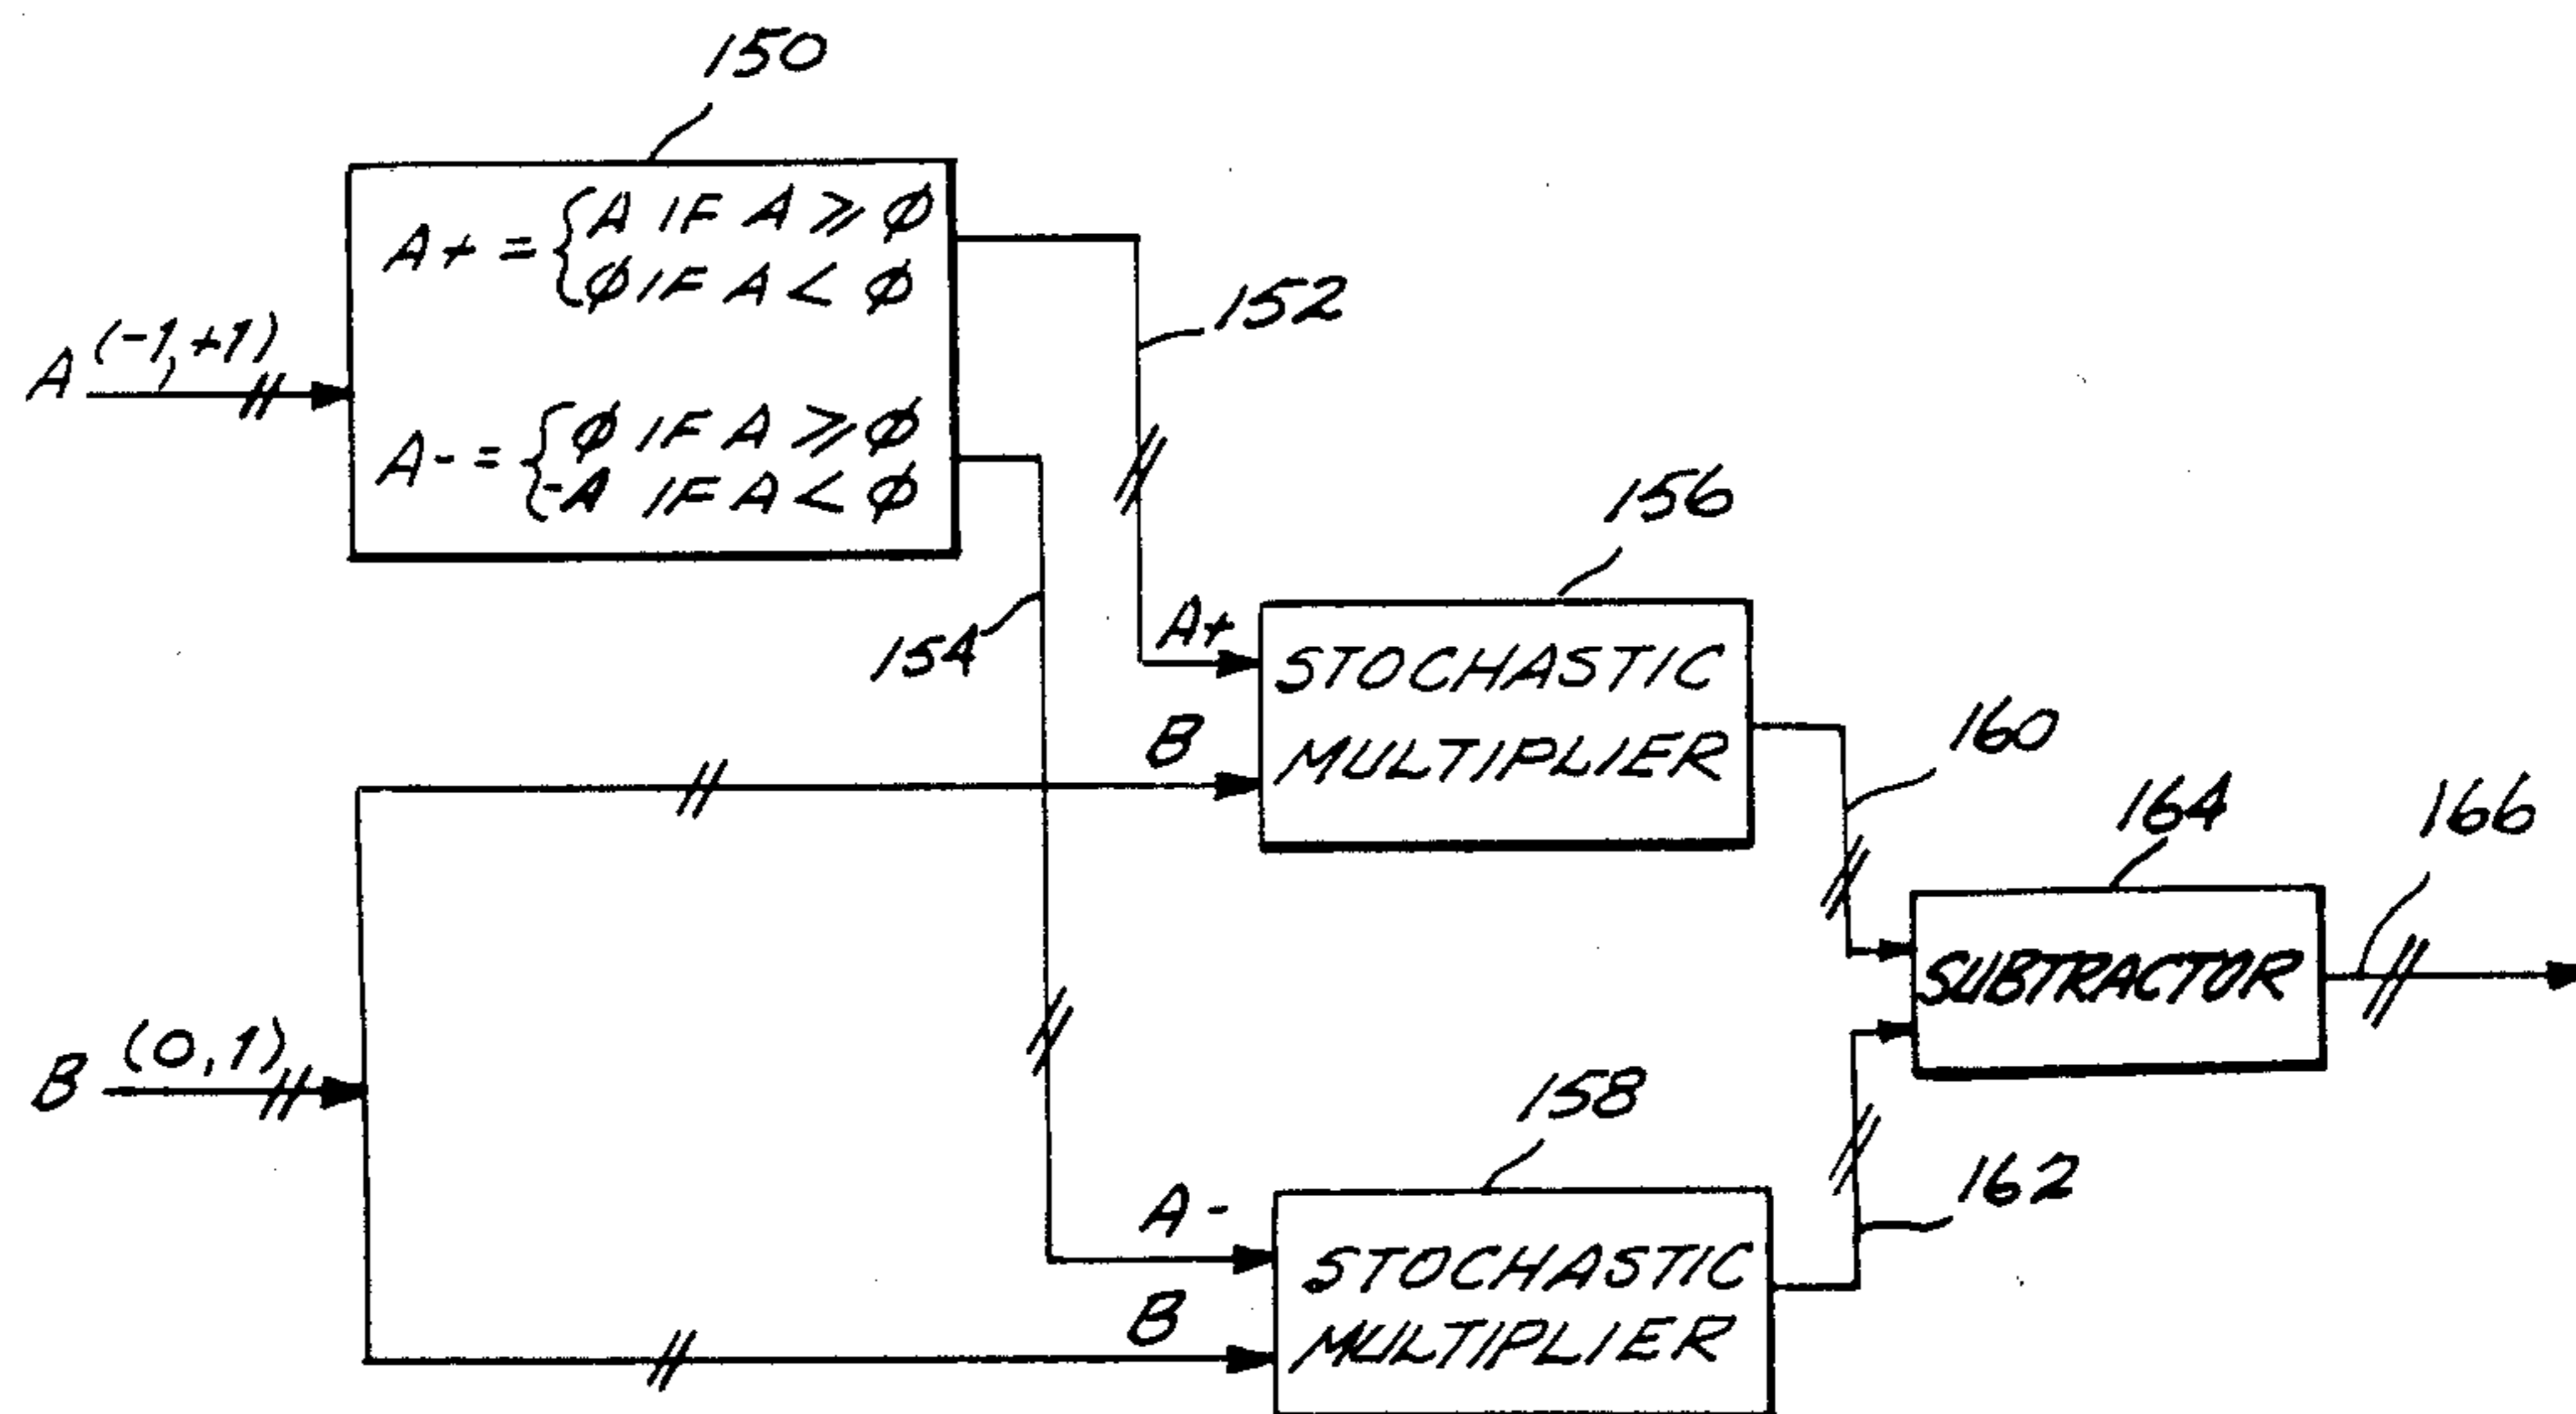 150
A+ = { A IF A ≥ ϕ
ϕ IF A < ϕ
152
A (-1,+1)
A- = { ϕ IF A ≥ ϕ
-A IF A < ϕ
156
154
A+
STOCHASTIC
MULTIPLIER
B
160
164
166
SUBTRACTOR
B (0,1)
158
162
A-
STOCHASTIC
MULTIPLIER
B